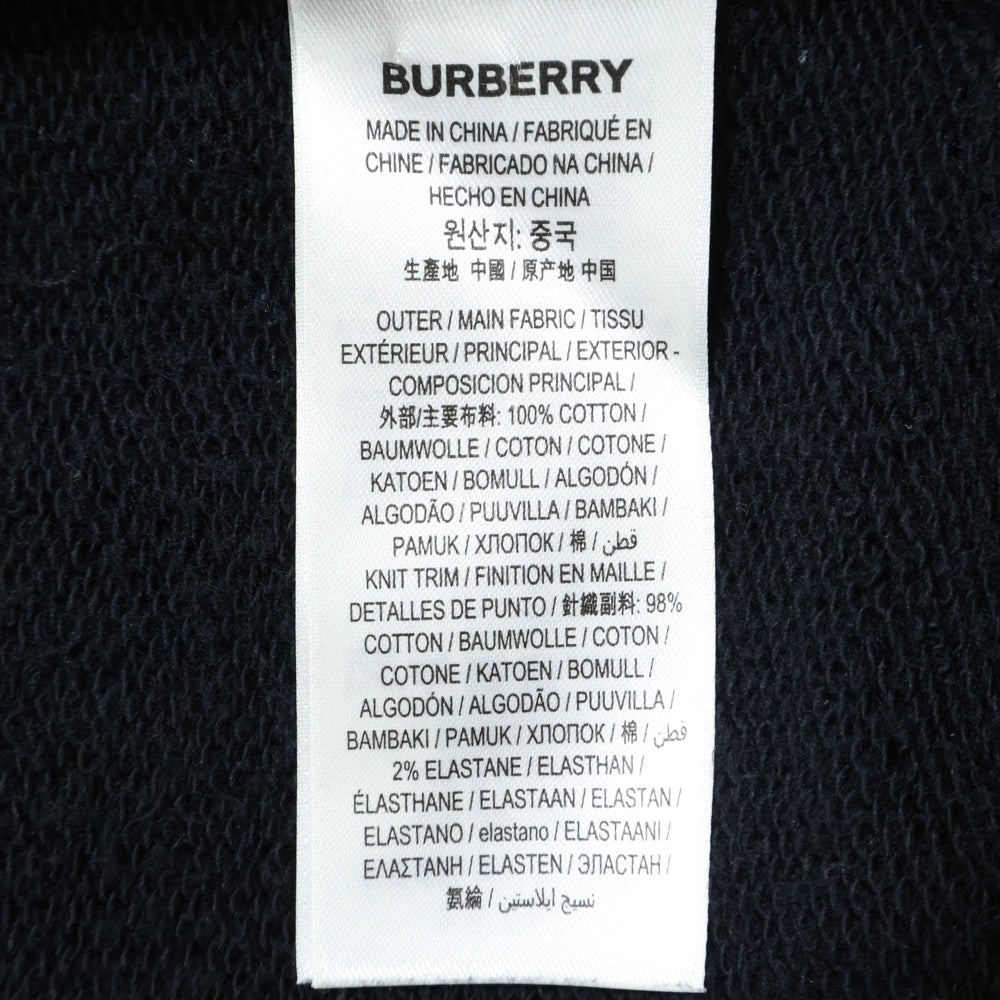 BURBERRY
MADE IN CHINA / FABRIQUÉ EN
CHINE / FABRICADO NA CHINA /
HECHO EN CHINA
원산지: 중국
生產地 中國 / 原产地 中国
OUTER / MAIN FABRIC / TISSU
EXTÉRIEUR / PRINCIPAL / EXTERIOR -
COMPOSICION PRINCIPAL /
外部/主要布料: 100% COTTON /
BAUMWOLLE / COTON / COTONE /
KATOEN / BOMULL / ALGODÓN /
ALGODÃO / PUUVILLA / BAMBAKI /
PAMUK / ХЛОПОК / 棉 / قطن
KNIT TRIM / FINITION EN MAILLE /
DETALLES DE PUNTO / 針織副料: 98%
COTTON / BAUMWOLLE / COTON /
COTONE / KATOEN / BOMULL /
ALGODÓN / ALGODÃO / PUUVILLA /
BAMBAKI / PAMUK / ХЛОПОК / 棉 / قطن
2% ELASTANE / ELASTHAN /
ÉLASTHANE / ELASTAAN / ELASTAN /
ELASTANO / elastano / ELASTAANI /
ΕΛΑΣΤΑΝΗ / ELASTEN / ЭЛАСТАН /
氨綸 / نسيج ايلاستين